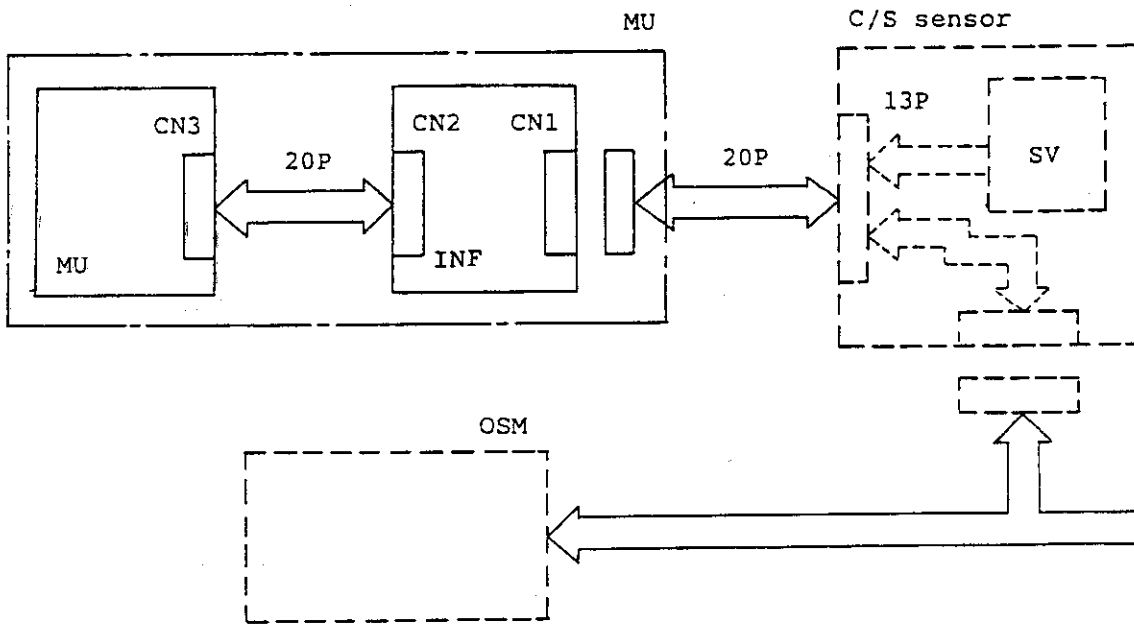 MU
C/S sensor
CN3
20P
CN2
CN1
20P
13P
SV
MU
INF
OSM